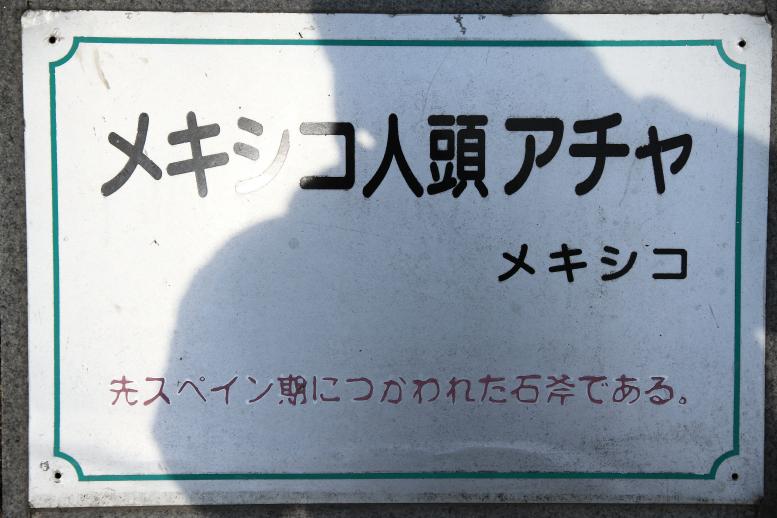 メキシコ人頭アチャ
メキシコ
先スペイン期につかわれた石斧である。